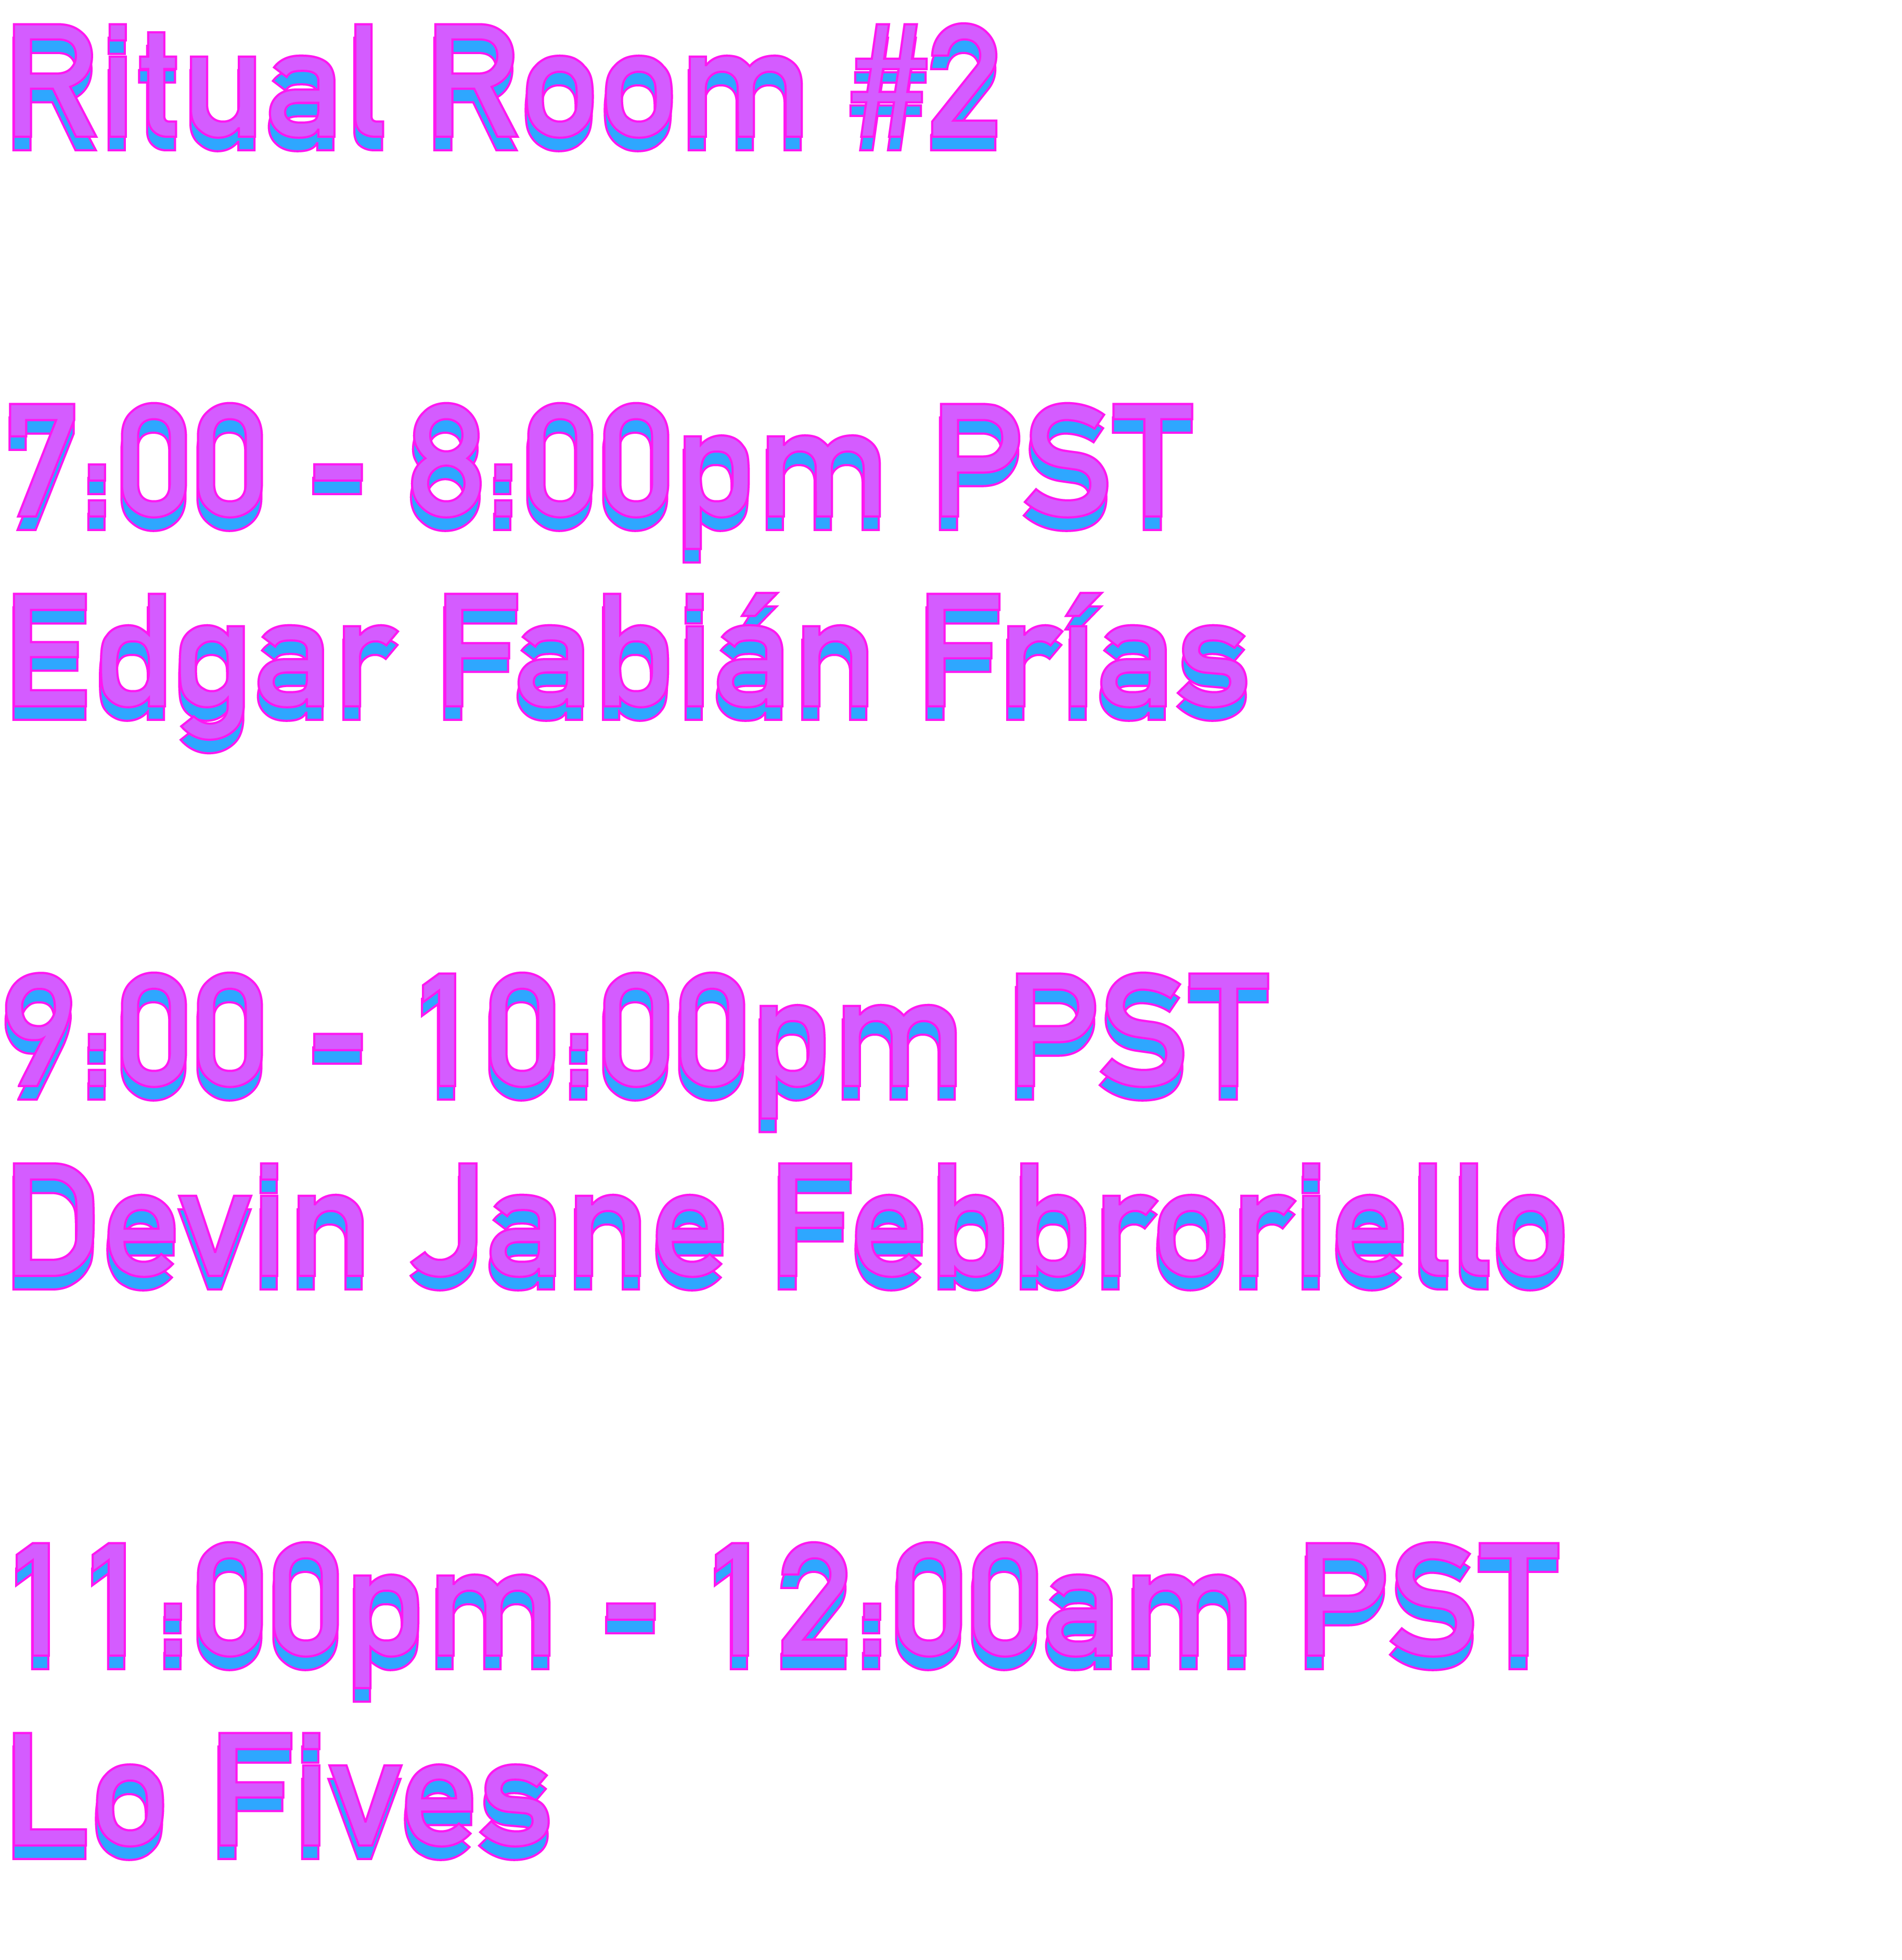 Ritual Room #2
7:00 - 8:00pm PST
Edgar Fabián Frías
9:00 - 10:00pm PST
Devin Jane Febbroriello
11:00pm - 12:00am PST
Lo Fives